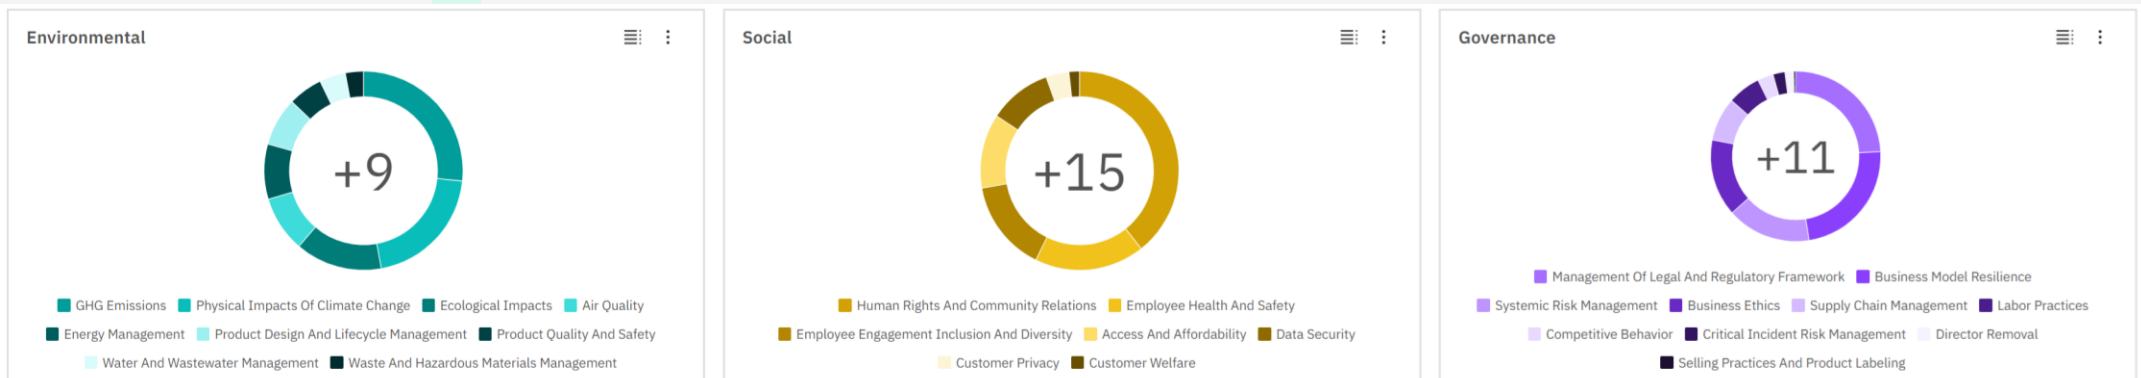 Environmental
+9
GHG Emissions Physical Impacts Of Climate Change Ecological Impacts Air Quality
Energy Management Product Design And Lifecycle Management Product Quality And Safety
Water And Wastewater Management Waste And Hazardous Materials Management
Social
+15
Human Rights And Community Relations Employee Health And Safety
Employee Engagement Inclusion And Diversity Access And Affordability Data Security
Customer Privacy Customer Welfare
Governance
+11
Management Of Legal And Regulatory Framework Business Model Resilience
Systemic Risk Management Business Ethics Supply Chain Management Labor Practices
Competitive Behavior Critical Incident Risk Management Director Removal
Selling Practices And Product Labeling